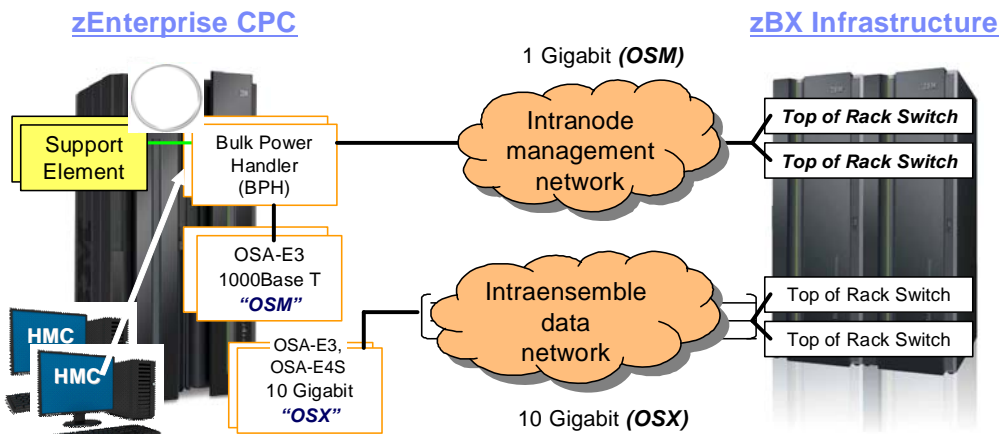 zEnterprise CPC
zBX Infrastructure
1 Gigabit (OSM)
Support
Element
Bulk Power
Handler
(BPH)
Intranode
management
network
Top of Rack Switch
Top of Rack Switch
OSA-E3
1000Base T
“OSM”
HMC
HMC
OSA-E3,
OSA-E4S
10 Gigabit
“OSX”
Intraensemble
data
network
Top of Rack Switch
Top of Rack Switch
10 Gigabit (OSX)